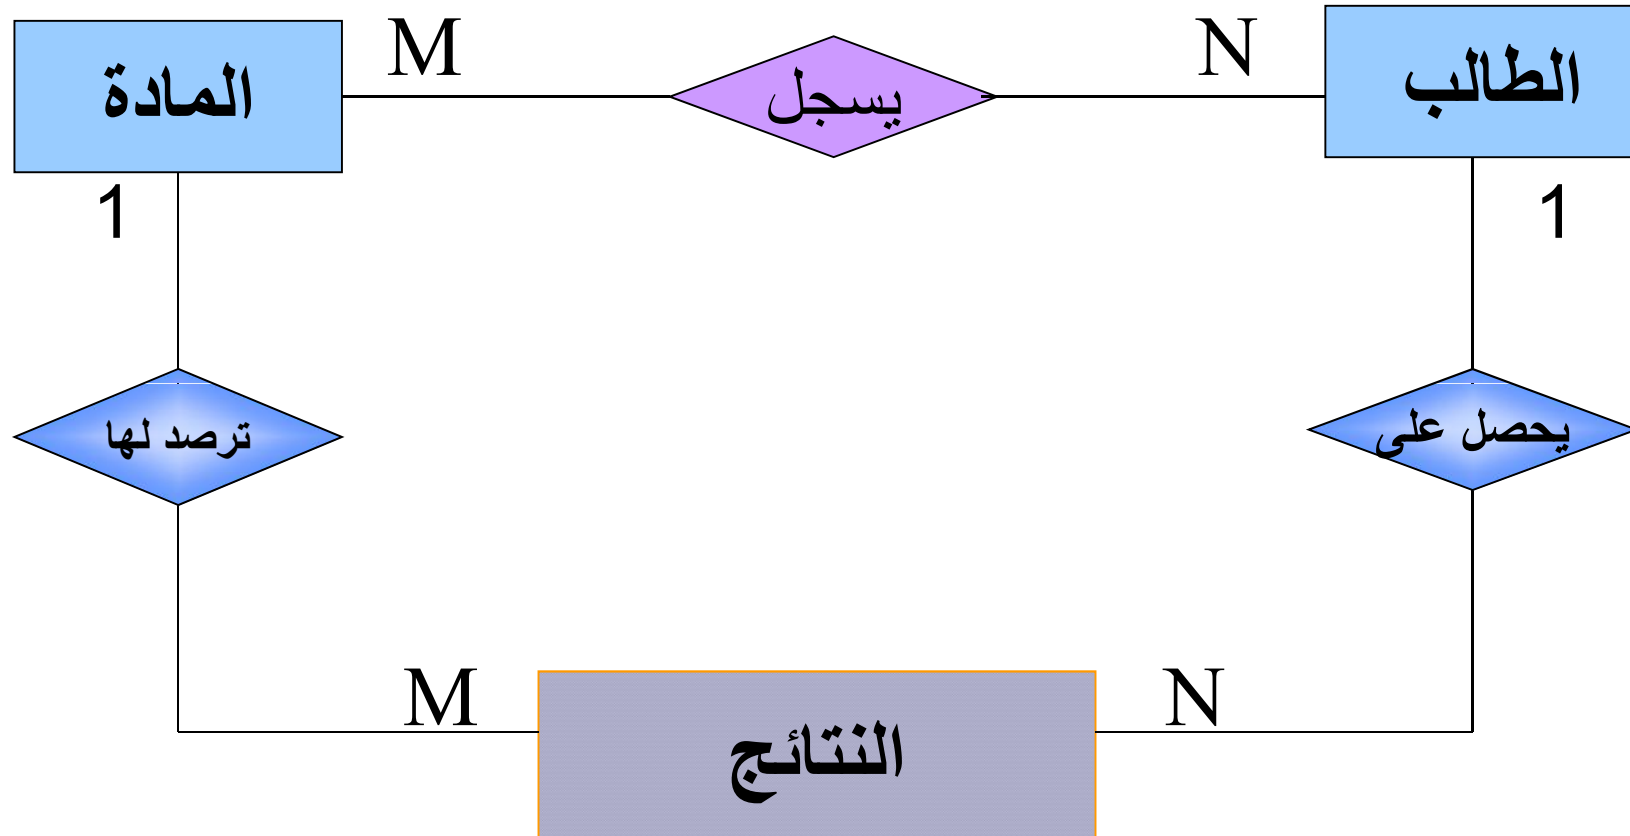 الطالب
N
يسجل
M
المادة
1
1
يحصل على
ترصد لها
N
النتائج
M